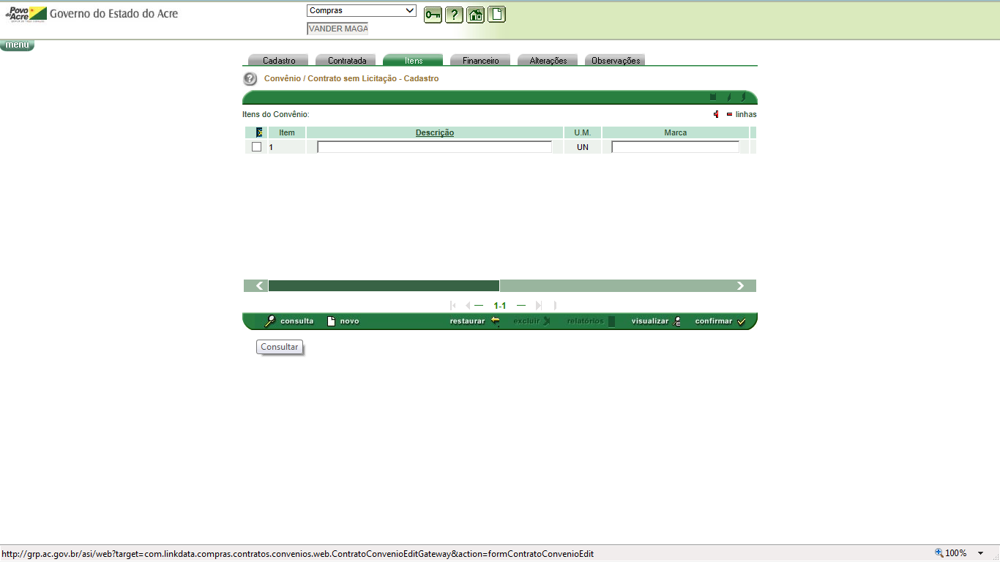 Povo do Acre
Governo do Estado do Acre
Compras
VANDER MAGA
menu
Cadastro Contratada Itens Financeiro Alterações Observações
Convênio / Contrato sem Licitação - Cadastro
Itens do Convênio: linhas
Item Descrição U.M. Marca
1 UN
1-1
consulta novo restaurar excluir relatórios visualizar confirmar
Consultar
http://grp.ac.gov.br/asi/web?target=com.linkdata.compras.contratos.convenios.web.ContratoConvenioEditGateway&action=formContratoConvenioEdit 100%